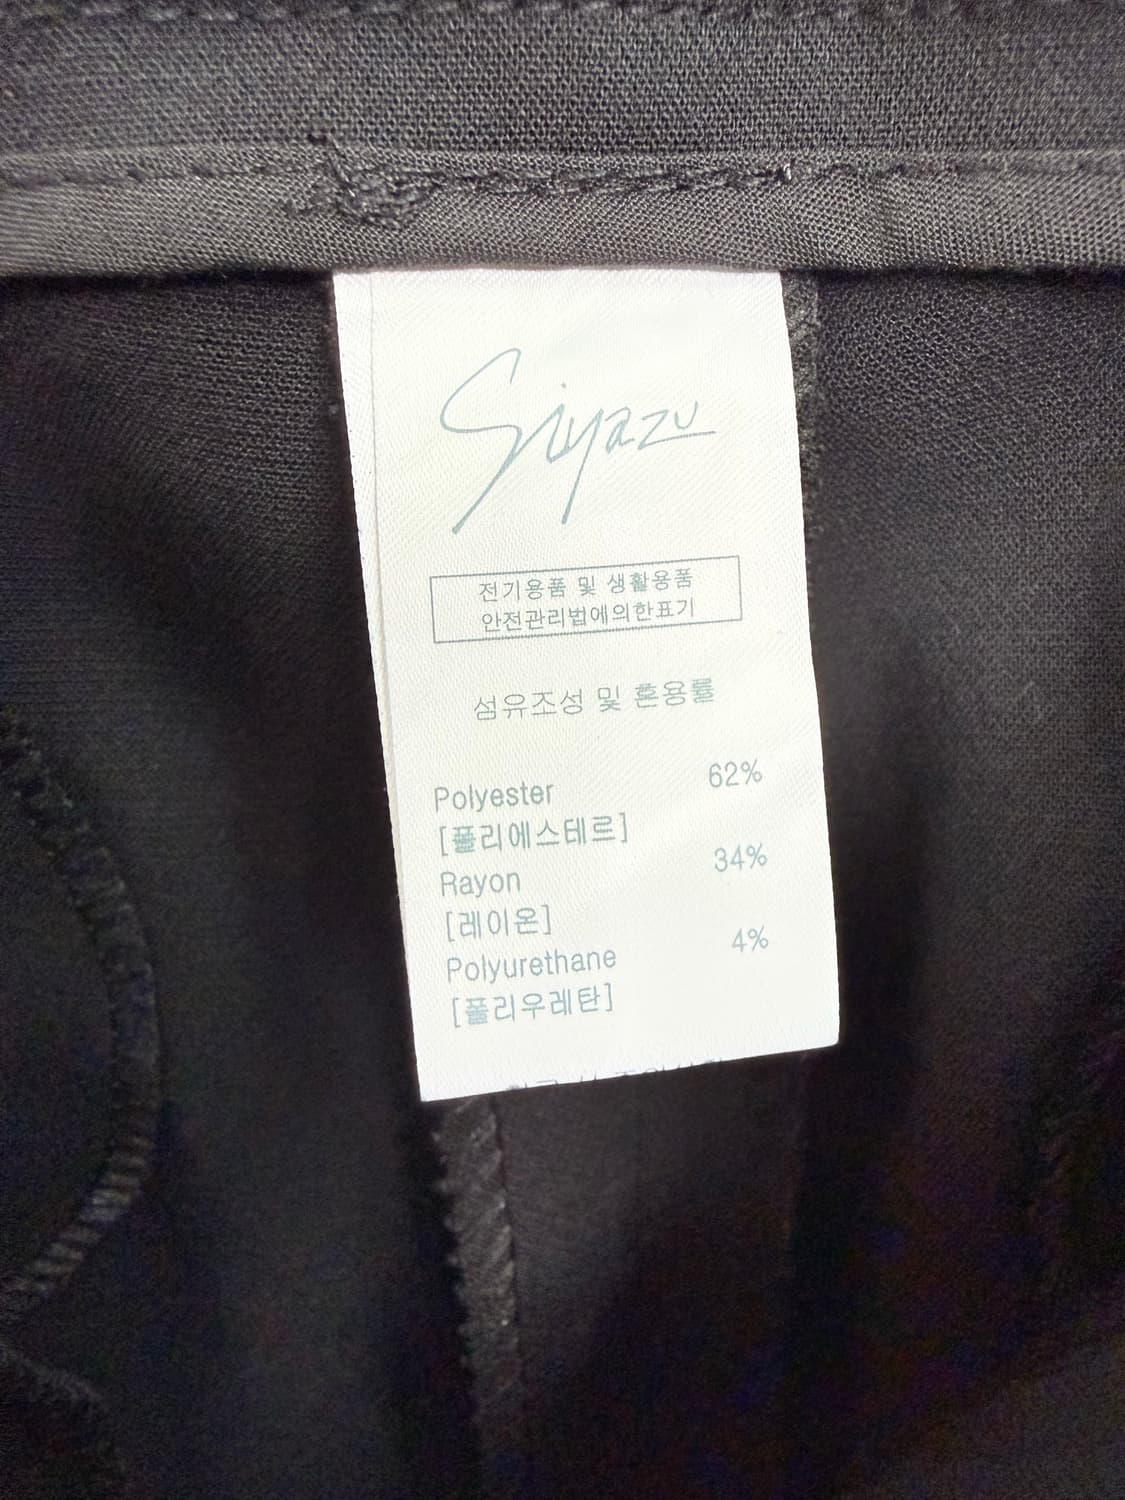 Siyazu
전기용품 및 생활용품
안전관리법에의한표기
섬유조성 및 혼용률
Polyester 62%
[폴리에스테르]
Rayon 34%
[레이온]
Polyurethane 4%
[폴리우레탄]